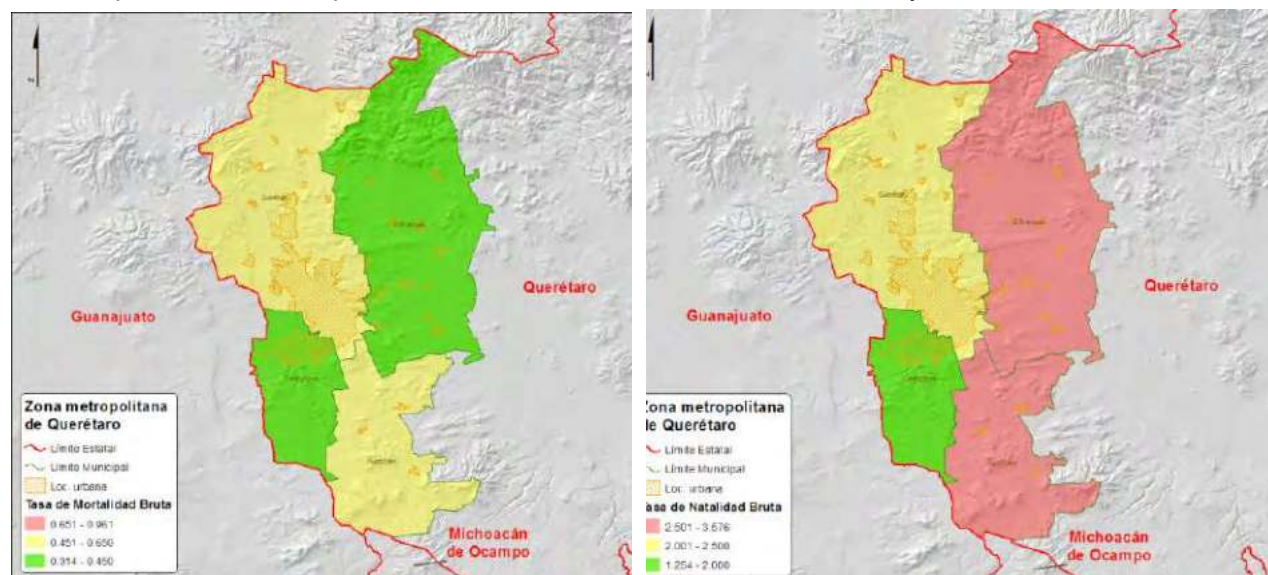 Querétaro
Guanajuato
Zona metropolitana
de Querétaro
Límite Estatal
Límite Municipal
Loc. urbana
Tasa de Mortalidad Bruta
0.651 - 0.961
0.451 - 0.650
0.314 - 0.450
Michoacán
de Ocampo
Querétaro
Guanajuato
Zona metropolitana
de Querétaro
Límite Estatal
Límite Municipal
Loc. urbana
Tasa de Natalidad Bruta
2.501 - 3.576
2.001 - 2.500
1.254 - 2.000
Michoacán
de Ocampo